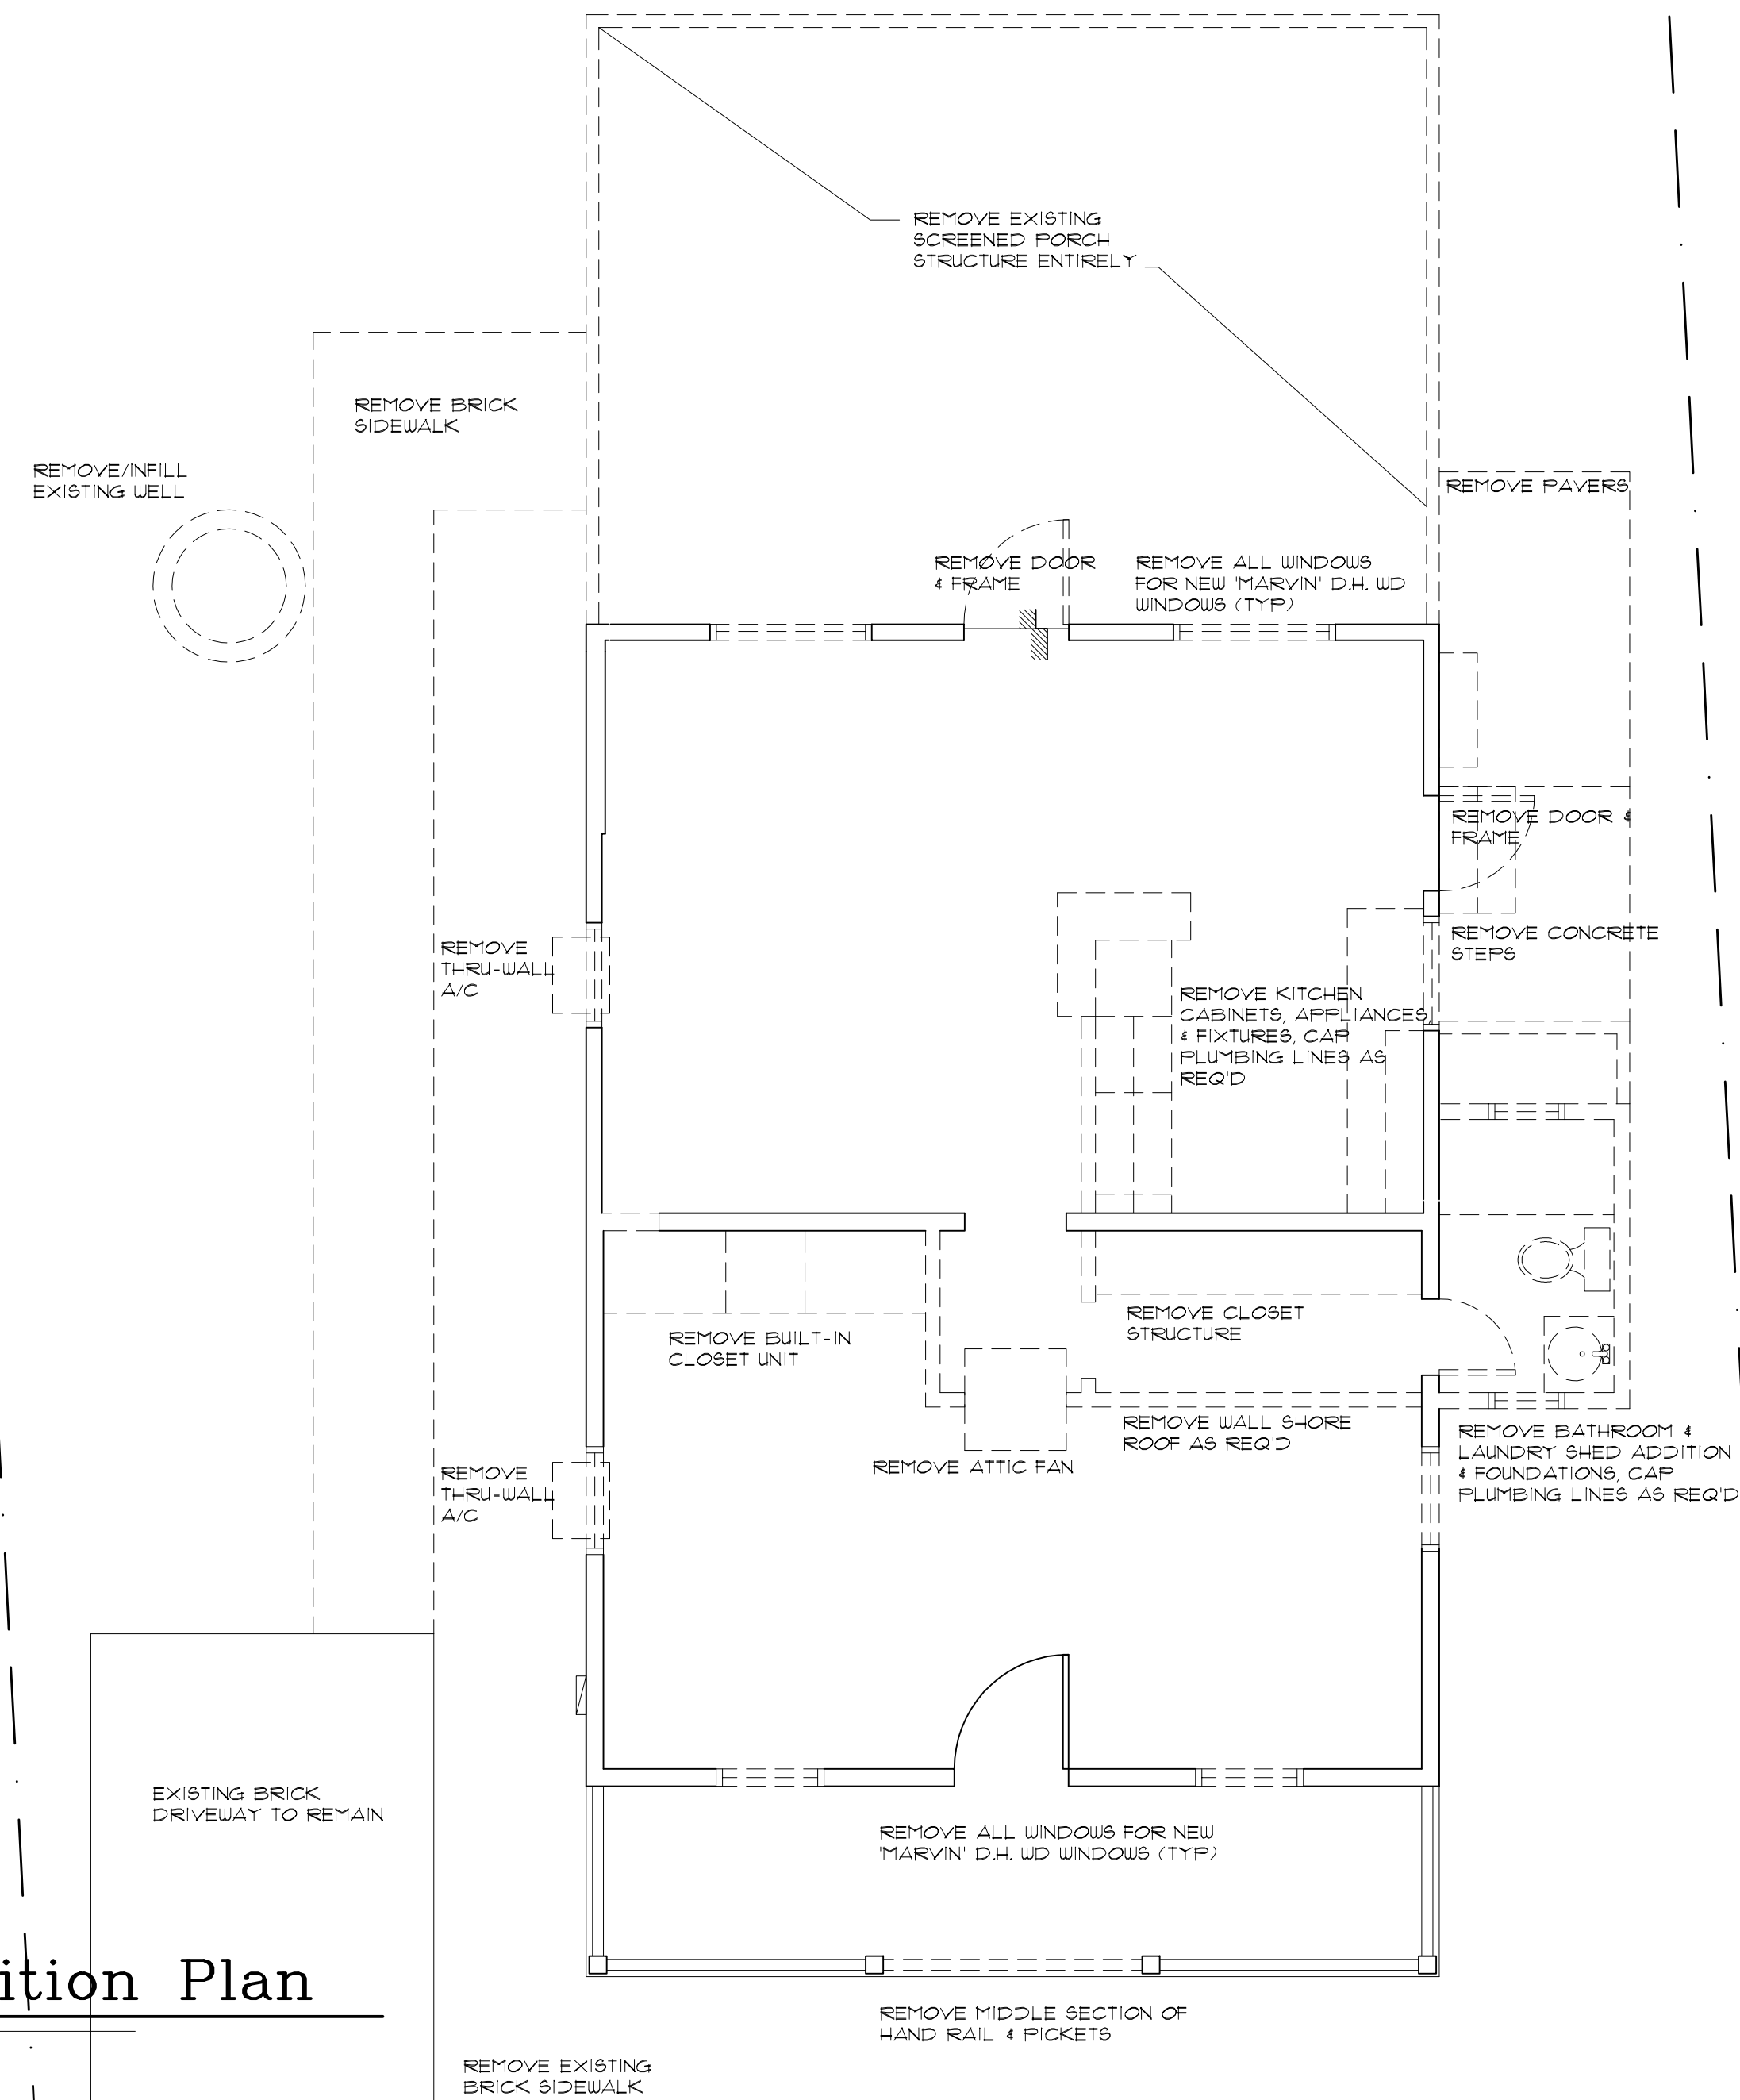 REMOVE EXISTING
SCREENED PORCH
STRUCTURE ENTIRELY
REMOVE BRICK
SIDEWALK
REMOVE/INFILL
EXISTING WELL
REMOVE PAVERS
REMOVE DOOR
& FRAME
REMOVE ALL WINDOWS
FOR NEW 'MARVIN' D.H. WD
WINDOWS (TYP)
REMOVE DOOR &
FRAME
REMOVE CONCRETE
STEPS
REMOVE
THRU-WALL
A/C
REMOVE KITCHEN
CABINETS, APPLIANCES,
& FIXTURES, CAP
PLUMBING LINES AS
REQ'D
REMOVE CLOSET
STRUCTURE
REMOVE BUILT-IN
CLOSET UNIT
REMOVE WALL SHORE
ROOF AS REQ'D
REMOVE ATTIC FAN
REMOVE BATHROOM &
LAUNDRY SHED ADDITION
& FOUNDATIONS, CAP
PLUMBING LINES AS REQ'D
REMOVE
THRU-WALL
A/C
EXISTING BRICK
DRIVEWAY TO REMAIN
REMOVE ALL WINDOWS FOR NEW
'MARVIN' D.H. WD WINDOWS (TYP)
ition Plan
REMOVE MIDDLE SECTION OF
HAND RAIL & PICKETS
REMOVE EXISTING
BRICK SIDEWALK